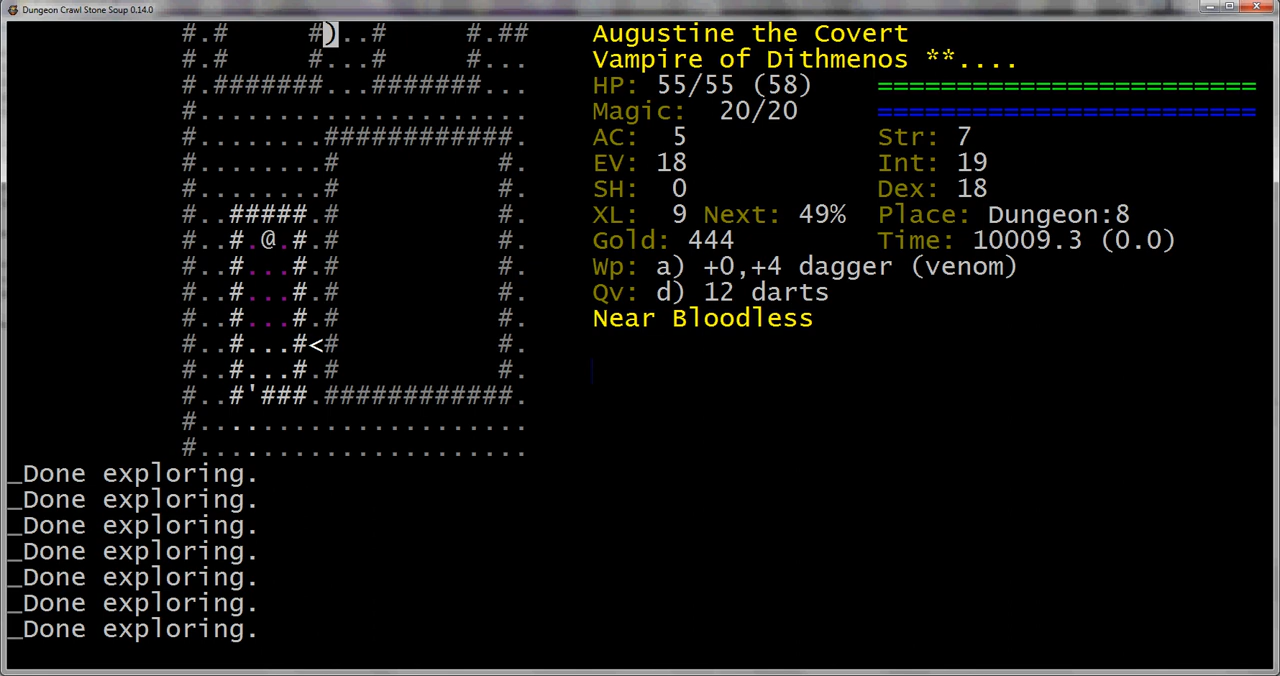 Dungeon Crawl Stone Soup 0.14.0
#.#     #)..#     #.##    Augustine the Covert
#.#     #...#     #...    Vampire of Dithmenos **....
#.#######...#######...    HP: 55/55 (58) ========================
#.....................    Magic: 20/20 ========================
#........############.    AC: 5 Str: 7
#........#          #.    EV: 18 Int: 19
#........#          #.    SH: 0 Dex: 18
#..#####.#          #.    XL: 9 Next: 49% Place: Dungeon:8
#..#.@.#.#          #.    Gold: 444 Time: 10009.3 (0.0)
#..#...#.#          #.    Wp: a) +0,+4 dagger (venom)
#..#...#.#          #.    Qv: d) 12 darts
#..#...#.#          #.    Near Bloodless
#..#...#<#          #.
#..#...#.#          #.
#..#'###.############.
#.....................
#.....................
_Done exploring.
_Done exploring.
_Done exploring.
_Done exploring.
_Done exploring.
_Done exploring.
_Done exploring.